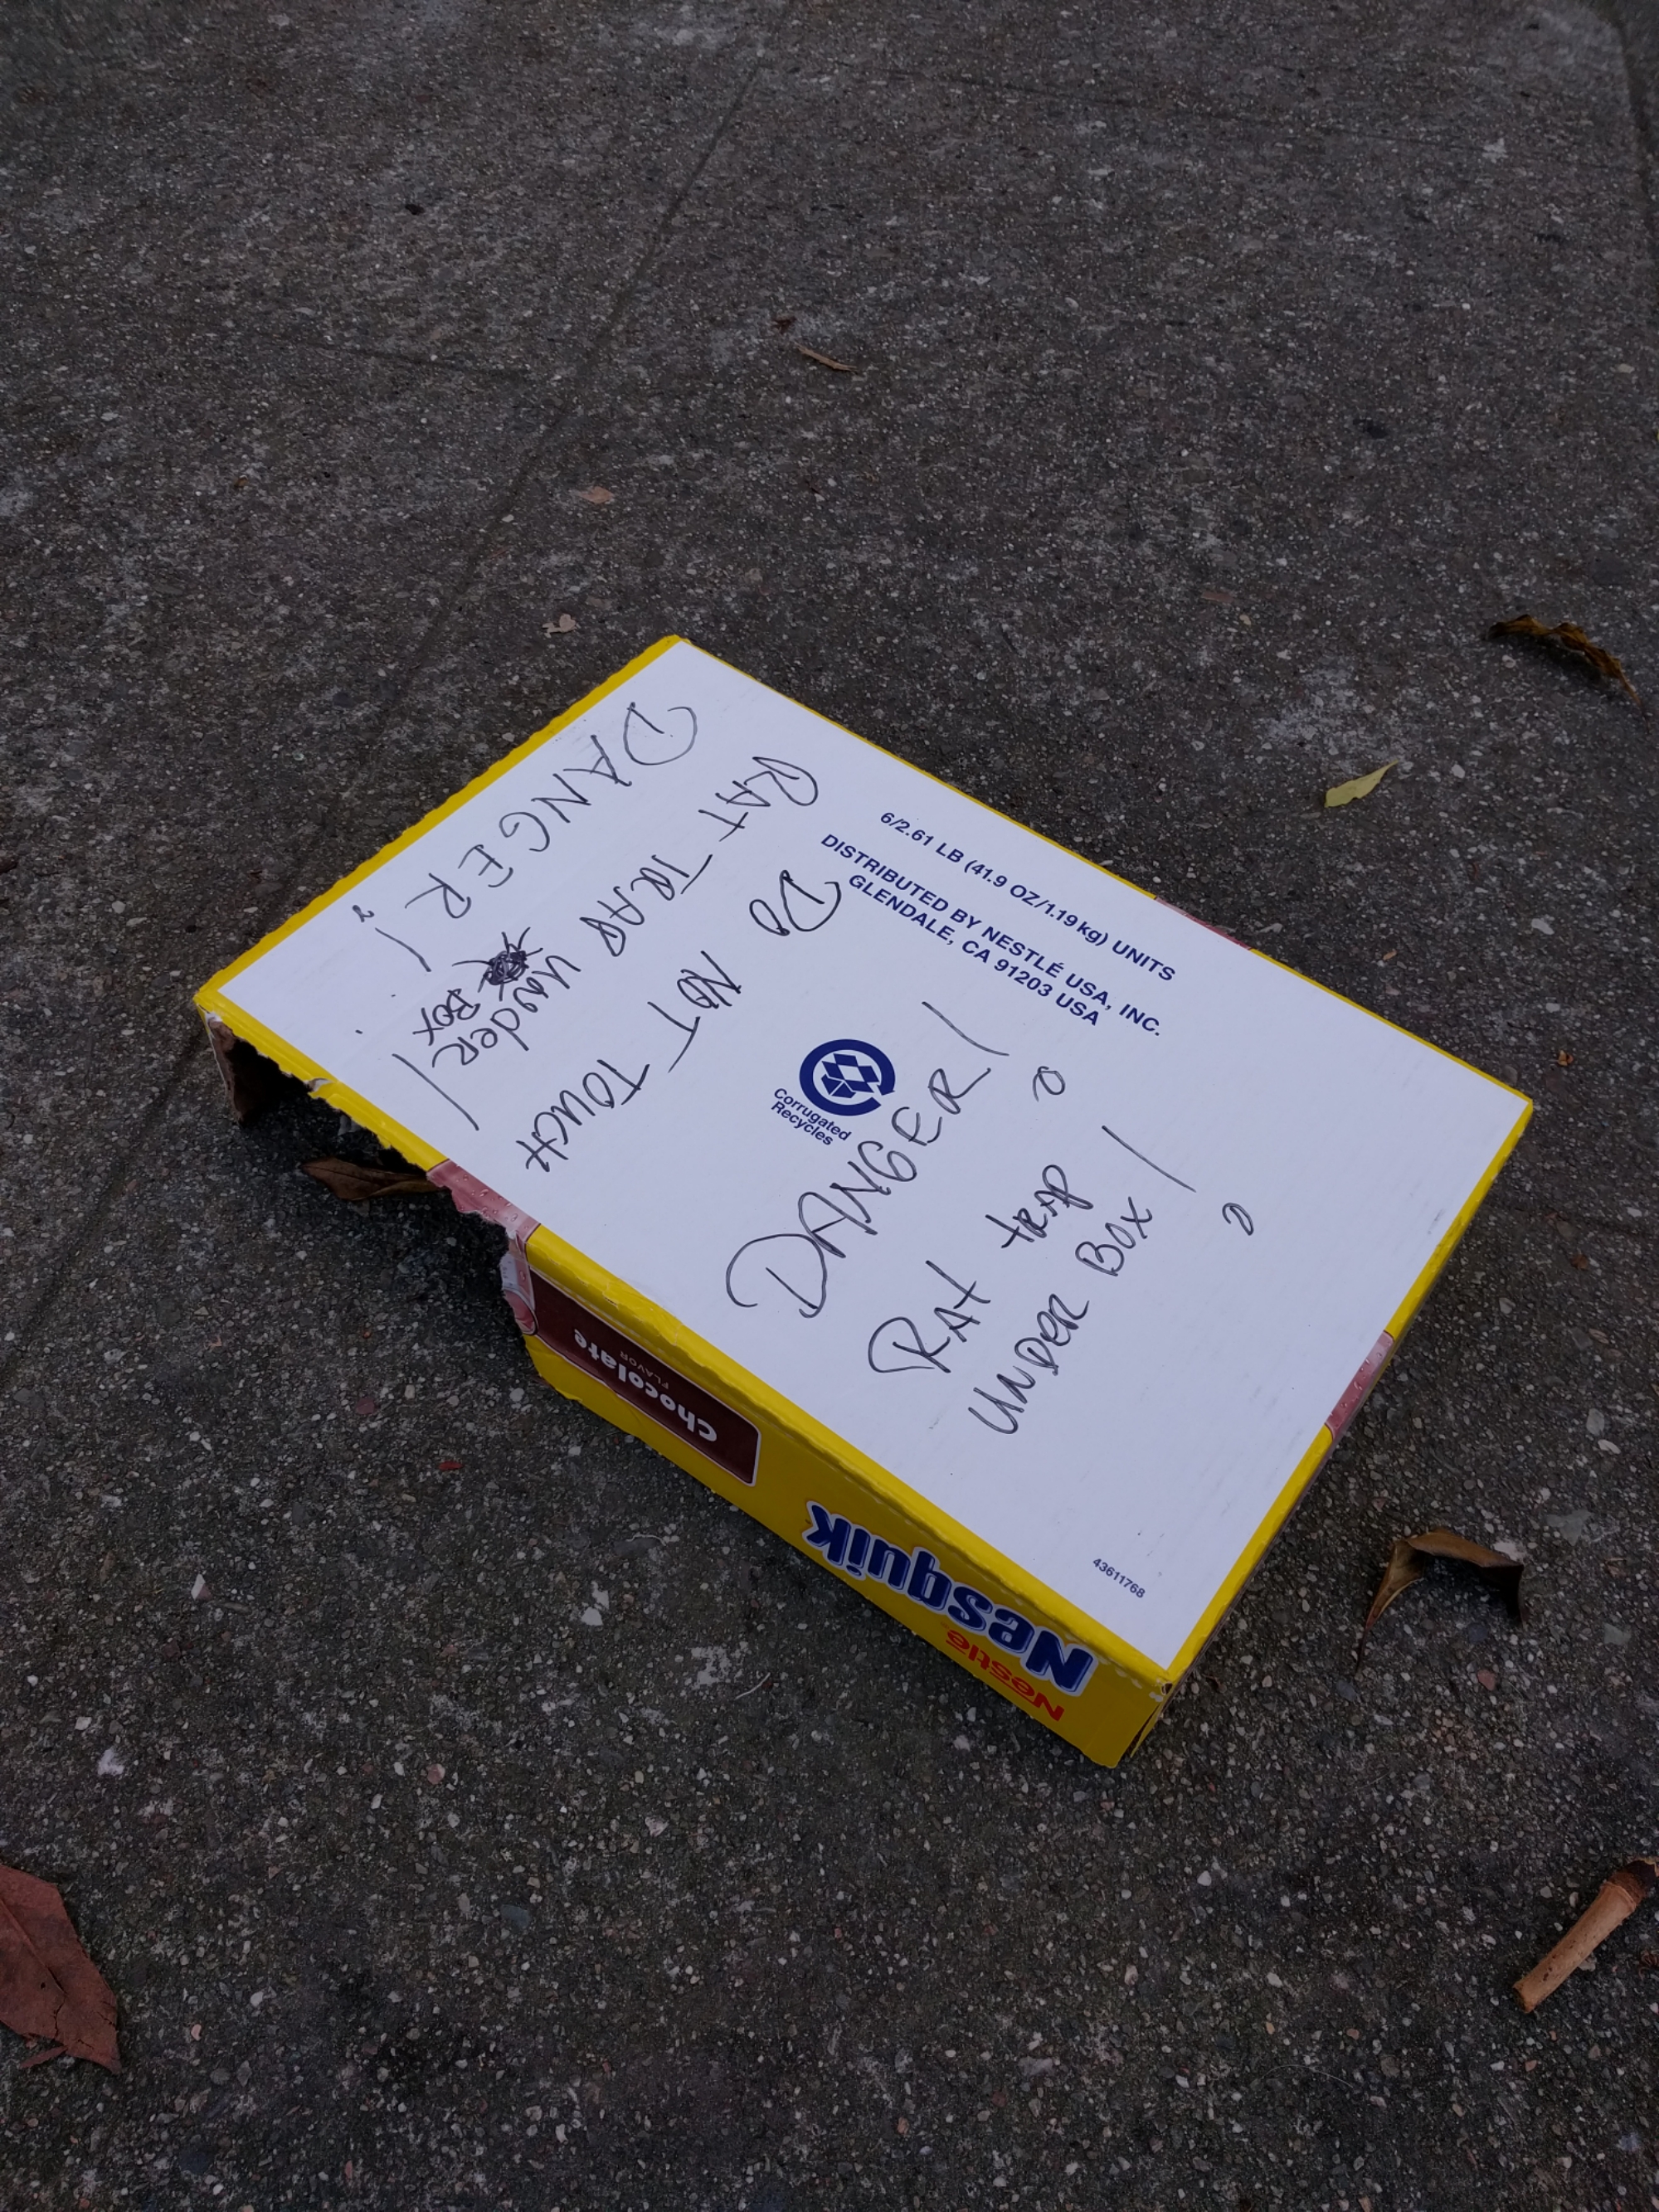 DANGER!
RAT TRAP UNdER
BOX!
DO NOT TOUCH
6/2.61 LB (41.9 OZ/1.19 kg) UNITS
DISTRIBUTED BY NESTLÉ USA, INC.
GLENDALE, CA 91203 USA
Corrugated
Recycles
DANGER!
RAt tRAP
UNDeR BOX!
43611768
Chocolate
FLAVOR
Nestlé
Nesquik